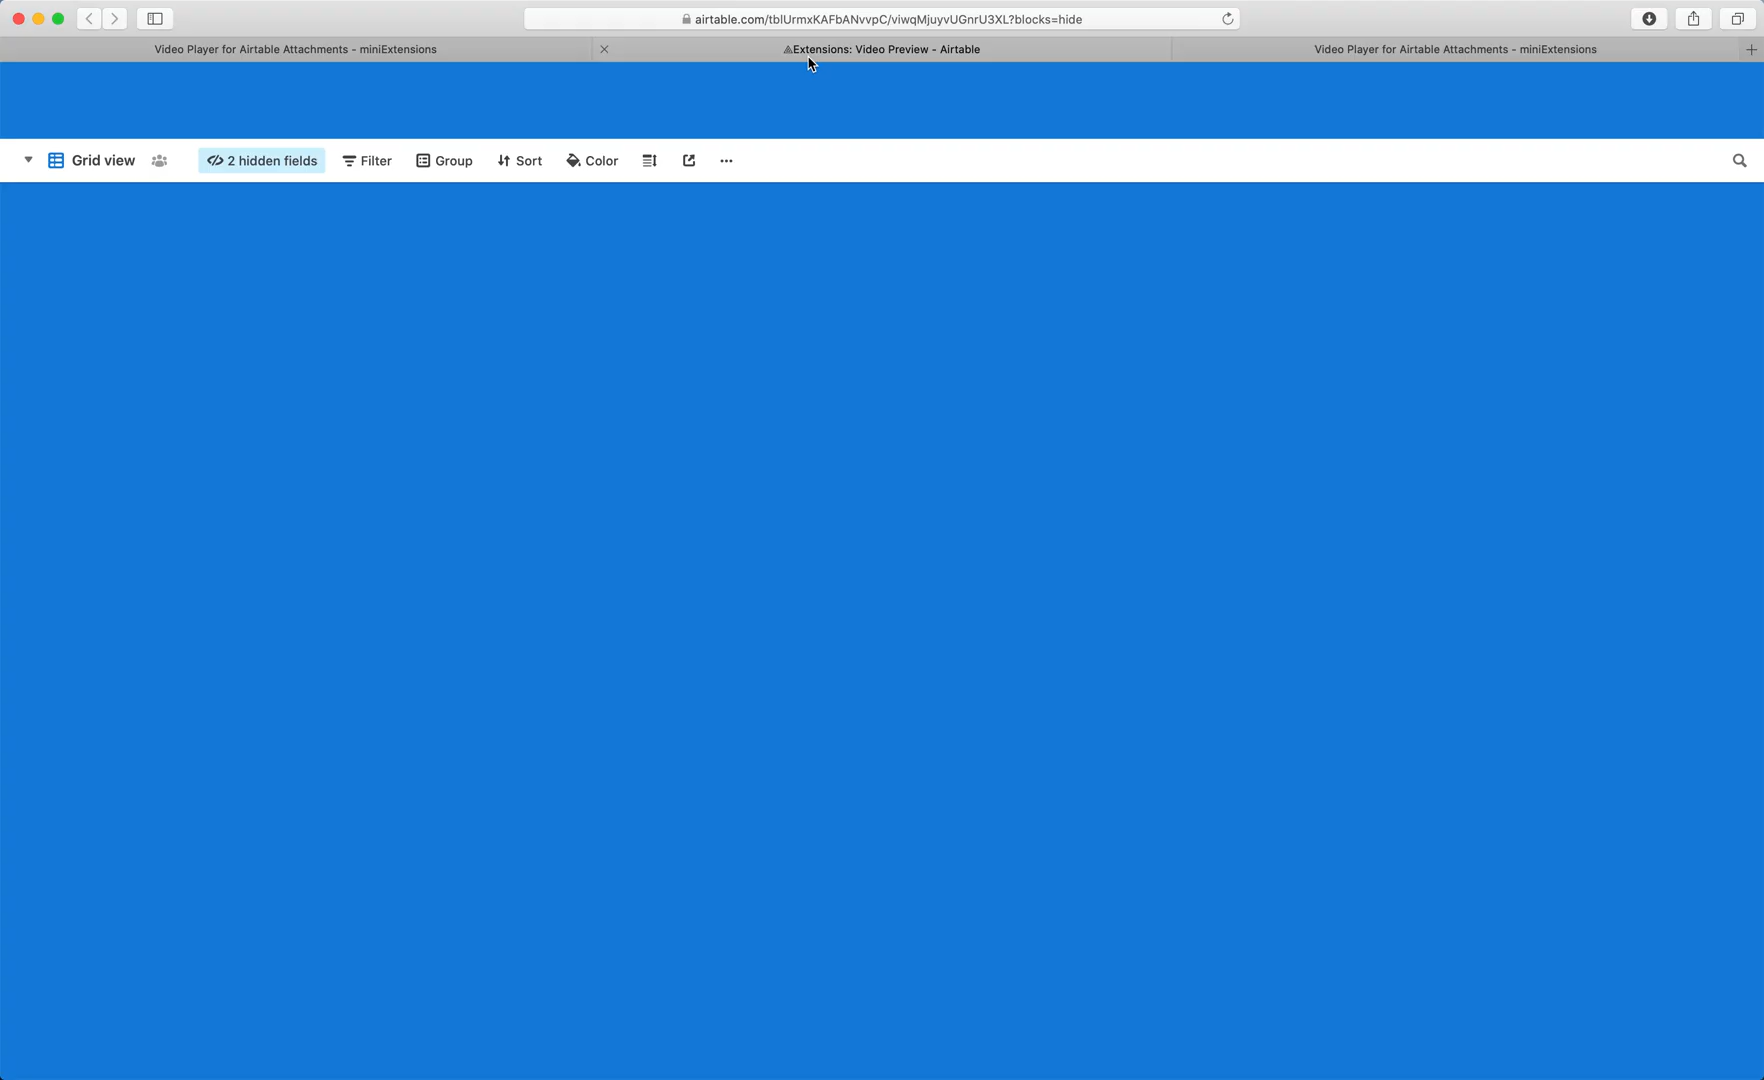 airtable.com/tblUrmxKAFbANvvpC/viwqMjuyvUGnrU3XL?blocks=hide
Video Player for Airtable Attachments - miniExtensions
Extensions: Video Preview - Airtable
Video Player for Airtable Attachments - miniExtensions
Grid view
2 hidden fields
Filter
Group
Sort
Color